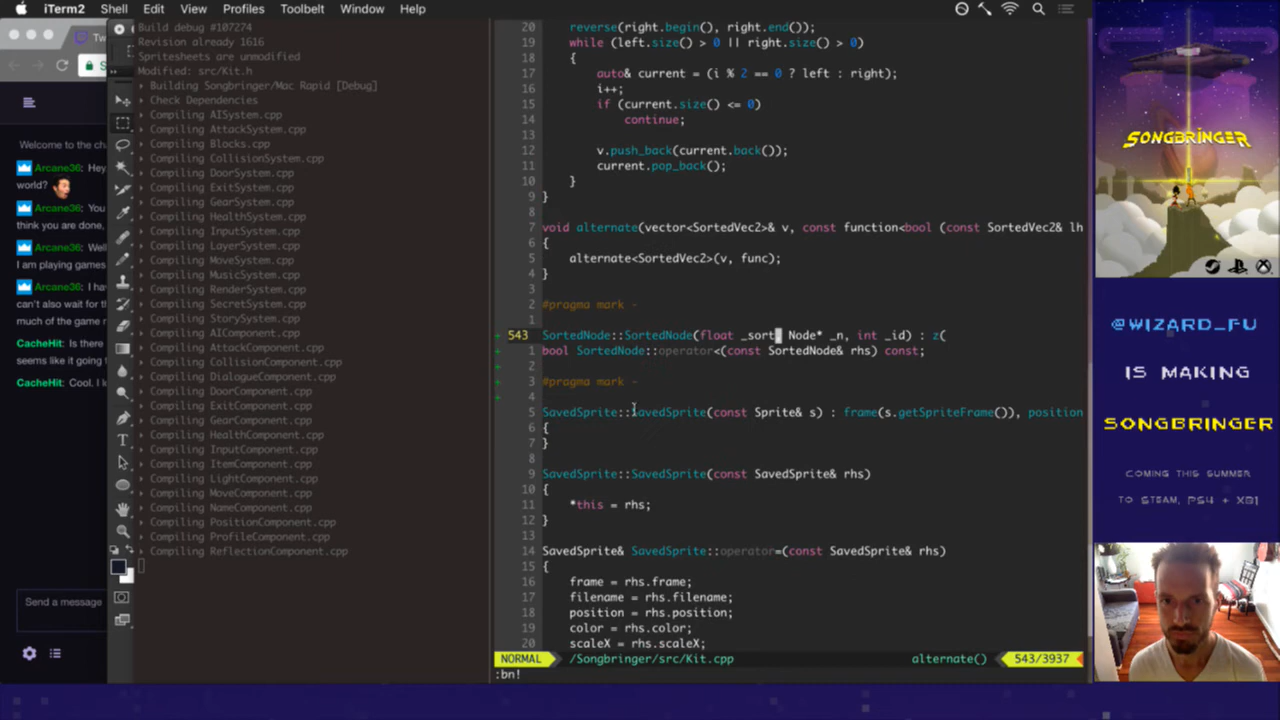 iTerm2 Shell Edit View Profiles Toolbelt Window Help
Tw
S
Welcome to the ch
Arcane36: Hey,
world?
Arcane36: You
think you are done,
Arcane36: Well
I am playing games
Arcane36: I ha
can't also wait for th
much of the game r
CacheHit: Is there
seems like it going t
CacheHit: Cool. I l
Send a message
Build debug #107274
Revision already 1616
Spritesheets are unmodified
Modified: src/Kit.h
Building Songbringer/Mac Rapid [Debug]
Check Dependencies
Compiling AISystem.cpp
Compiling AttackSystem.cpp
Compiling Blocks.cpp
Compiling CollisionSystem.cpp
Compiling DoorSystem.cpp
Compiling ExitSystem.cpp
Compiling GearSystem.cpp
Compiling HealthSystem.cpp
Compiling InputSystem.cpp
Compiling LayerSystem.cpp
Compiling MoveSystem.cpp
Compiling MusicSystem.cpp
Compiling RenderSystem.cpp
Compiling SecretSystem.cpp
Compiling StorySystem.cpp
Compiling AIComponent.cpp
Compiling AttackComponent.cpp
Compiling CollisionComponent.cpp
Compiling DialogueComponent.cpp
Compiling DoorComponent.cpp
Compiling ExitComponent.cpp
Compiling GearComponent.cpp
Compiling HealthComponent.cpp
Compiling InputComponent.cpp
Compiling ItemComponent.cpp
Compiling LightComponent.cpp
Compiling MoveComponent.cpp
Compiling NameComponent.cpp
Compiling PositionComponent.cpp
Compiling ProfileComponent.cpp
Compiling ReflectionComponent.cpp
20 reverse(right.begin(), right.end());
19 while (left.size() > 0 || right.size() > 0)
18 {
17 auto& current = (i % 2 == 0 ? left : right);
16 i++;
15 if (current.size() <= 0)
14 continue;
13
12 v.push_back(current.back());
11 current.pop_back();
10 }
9 }
8
7 void alternate(vector<SortedVec2>& v, const function<bool (const SortedVec2& lh
6 {
5 alternate<SortedVec2>(v, func);
4 }
3
2 #pragma mark -
1
+ 543 SortedNode::SortedNode(float _sort, Node* _n, int _id) : z(
+ 1 bool SortedNode::operator<(const SortedNode& rhs) const;
+ 2
+ 3 #pragma mark -
+ 4
5 SavedSprite::SavedSprite(const Sprite& s) : frame(s.getSpriteFrame()), position
6 {
7 }
8
9 SavedSprite::SavedSprite(const SavedSprite& rhs)
10 {
11 *this = rhs;
12 }
13
14 SavedSprite& SavedSprite::operator=(const SavedSprite& rhs)
15 {
16 frame = rhs.frame;
17 filename = rhs.filename;
18 position = rhs.position;
19 color = rhs.color;
20 scaleX = rhs.scaleX;
NORMAL /Songbringer/src/Kit.cpp alternate() 543/3937
:bn!
SONGBRINGER
@WIZARD_FU
IS MAKING
SONGBRINGER
COMING THIS SUMMER
TO STEAM, PS4 + XB1